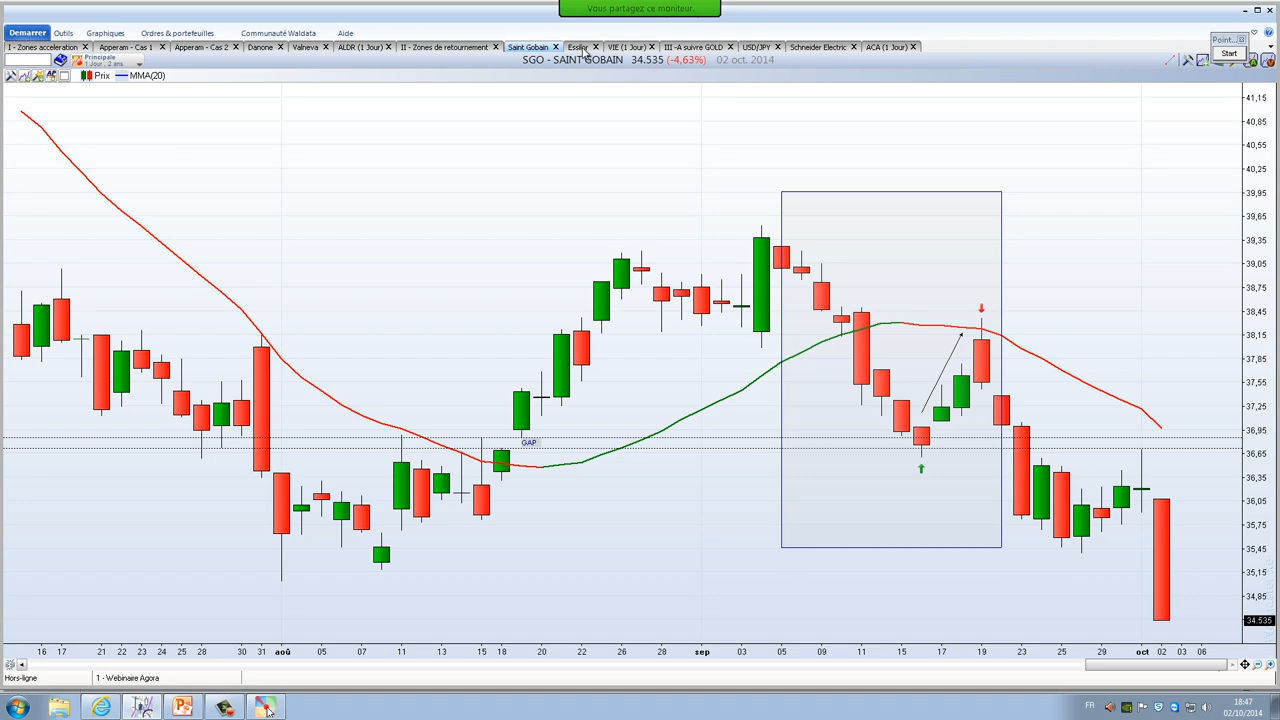 Vous partagez ce moniteur.
Demarrer Outils Graphiques Ordres & portefeuilles Communauté Waldata Aide
I - Zones acceleration Apperam - Cas 1 Apperam - Cas 2 Danone Valneva ALDR (1 Jour) II - Zones de retournement Saint Gobain Essilor VIE (1 Jour) III -A suivre GOLD USD/JPY Schneider Electric ACA (1 Jour)
Point...
Start
Principale
1 Jour : 2 ans
SGO - SAINT GOBAIN 34.535 (-4,63%) 02 oct. 2014
Prix MMA(20)
41,15
40,85
40,55
40,25
39,95
39,65
39,35
39,05
38,75
38,45
38,15
37,85
37,55
37,25
36,95
36,65
36,35
36,05
35,75
35,45
35,15
34,85
34.535
GAP
16 17 21 22 24 28 30 31 aoû 05 07 11 13 15 18 20 22 26 28 sep 03 05 09 11 15 17 19 23 25 29 oct 02 03 06
Hors-ligne 1 - Webinaire Agora
FR 18:47
02/10/2014